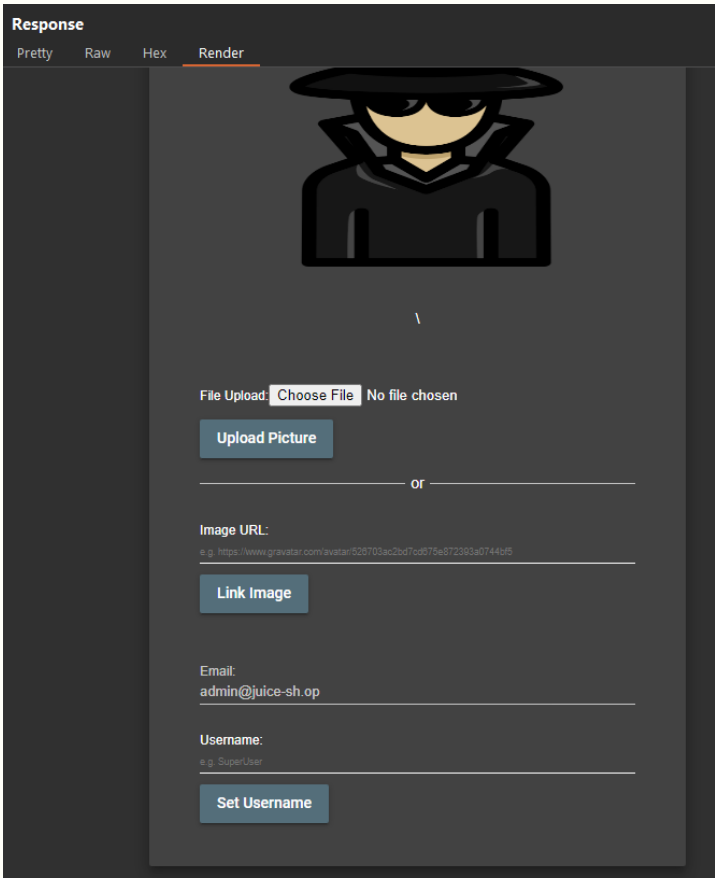 Response
Pretty Raw Hex Render
\
File Upload: Choose File No file chosen
Upload Picture
or
Image URL:
e.g. https://www.gravatar.com/avatar/526703ac2bd7cd675e872393a0744bf5
Link Image
Email:
admin@juice-sh.op
Username:
e.g. SuperUser
Set Username